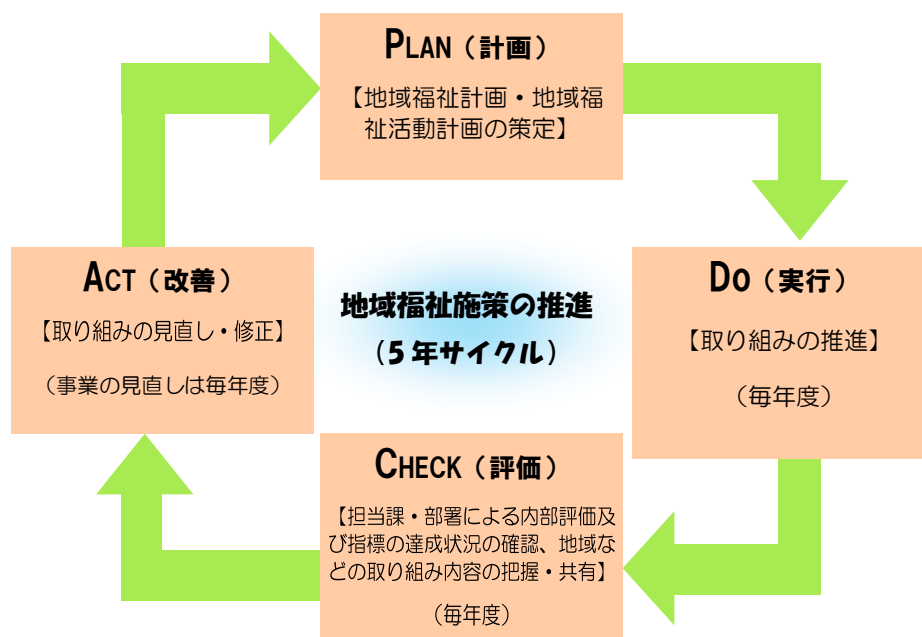 PLAN（計画）
【地域福祉計画・地域福
祉活動計画の策定】
ACT（改善）
【取り組みの見直し・修正】
（事業の見直しは毎年度）
地域福祉施策の推進
（５年サイクル）
DO（実行）
【取り組みの推進】
（毎年度）
CHECK（評価）
【担当課・部署による内部評価及
び指標の達成状況の確認、地域な
どの取り組み内容の把握・共有】
（毎年度）